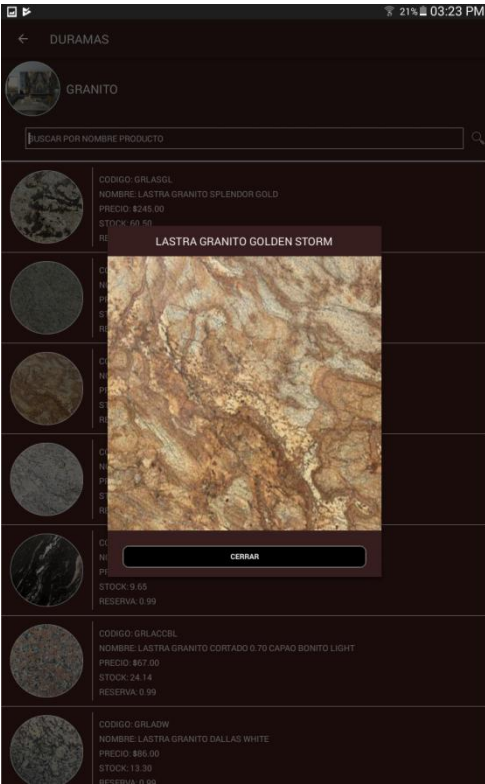 21% 03:23 PM
DURAMAS
GRANITO
BUSCAR POR NOMBRE PRODUCTO
CODIGO: GRLASGL
NOMBRE: LASTRA GRANITO SPLENDOR GOLD
PRECIO: $245.00
STOCK: 60.50
LASTRA GRANITO GOLDEN STORM
CERRAR
STOCK: 9.65
RESERVA: 0.99
CODIGO: GRLACCBL
NOMBRE: LASTRA GRANITO CORTADO 0.70 CAPAO BONITO LIGHT
PRECIO: $67.00
STOCK: 24.14
RESERVA: 0.99
CODIGO: GRLADW
NOMBRE: LASTRA GRANITO DALLAS WHITE
PRECIO: $86.00
STOCK: 13.30
RESERVA: 0.99